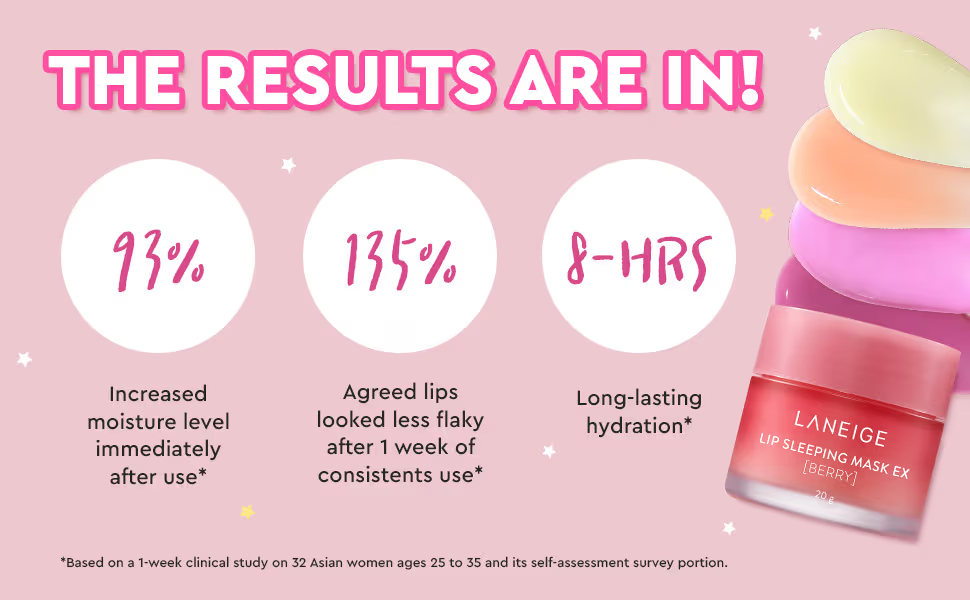 THE RESULTS ARE IN!
93%
135%
8-HRS
Increased
moisture level
immediately
after use*
Agreed lips
looked less flaky
after 1 week of
consistents use*
Long-lasting
hydration*
LANEIGE
LIP SLEEPING MASK EX
[BERRY]
20 g
*Based on a 1-week clinical study on 32 Asian women ages 25 to 35 and its self-assessment survey portion.